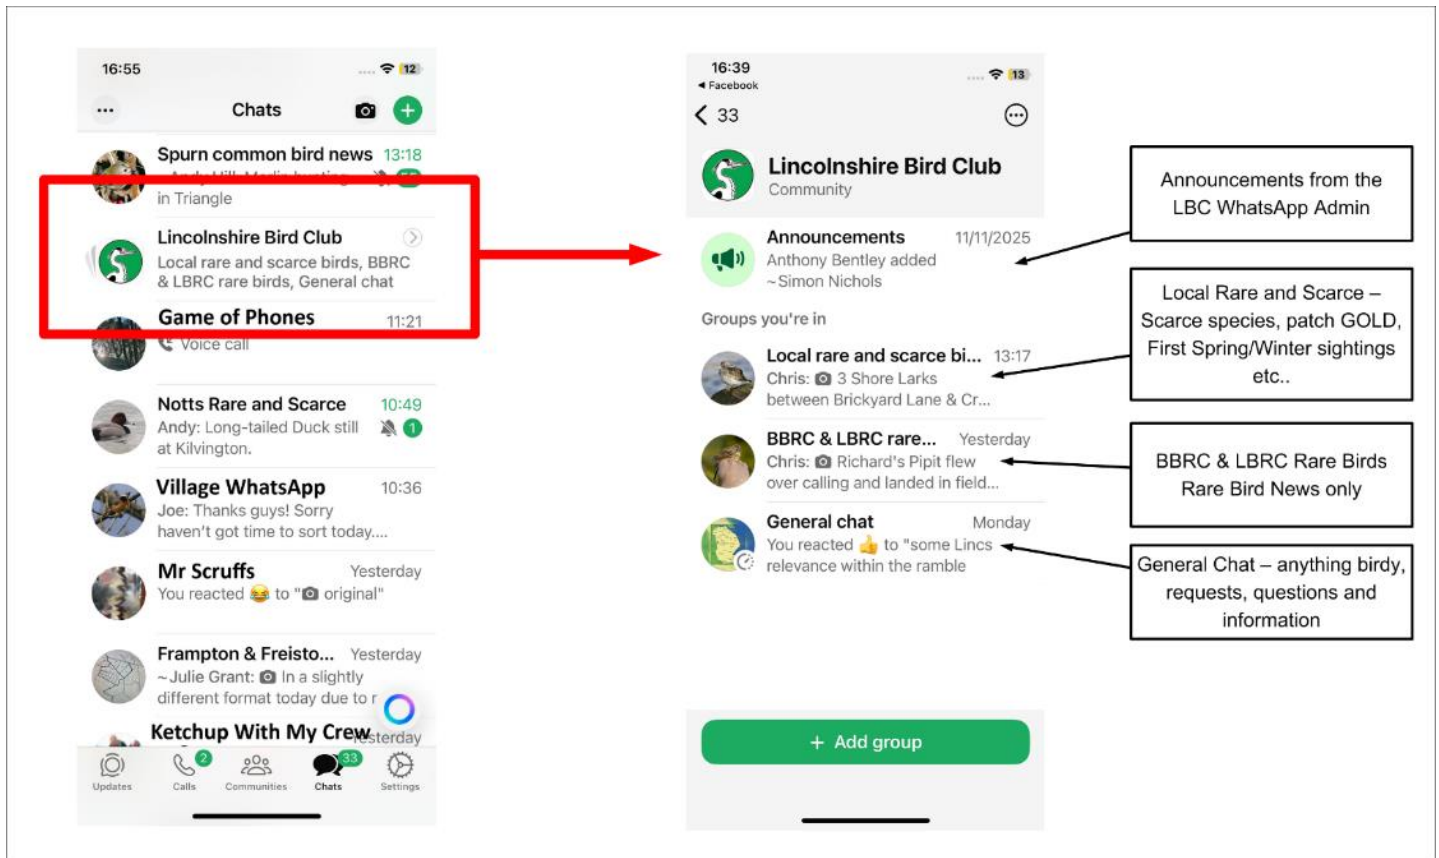 16:55
12
Chats
Spurn common bird news 13:18
in Triangle
Lincolnshire Bird Club
Local rare and scarce birds, BBRC
& LBRC rare birds, General chat
Game of Phones 11:21
Voice call
Notts Rare and Scarce 10:49
Andy: Long-tailed Duck still 1
at Kilvington.
Village WhatsApp 10:36
Joe: Thanks guys! Sorry
haven't got time to sort today....
Mr Scruffs Yesterday
You reacted 😂 to "📷 original"
Frampton & Freisto... Yesterday
~Julie Grant: 📷 In a slightly
different format today due to
Ketchup With My Crew
2
33
Updates Calls Communities Chats Settings
16:39
13
◀ Facebook
33
Lincolnshire Bird Club
Community
Announcements 11/11/2025
Anthony Bentley added
~Simon Nichols
Groups you're in
Local rare and scarce bi... 13:17
Chris: 📷 3 Shore Larks
between Brickyard Lane & Cr...
BBRC & LBRC rare... Yesterday
Chris: 📷 Richard's Pipit flew
over calling and landed in field...
General chat Monday
You reacted 👍 to "some Lincs
relevance within the ramble
+ Add group
Announcements from the
LBC WhatsApp Admin
Local Rare and Scarce –
Scarce species, patch GOLD,
First Spring/Winter sightings
etc..
BBRC & LBRC Rare Birds
Rare Bird News only
General Chat – anything birdy,
requests, questions and
information